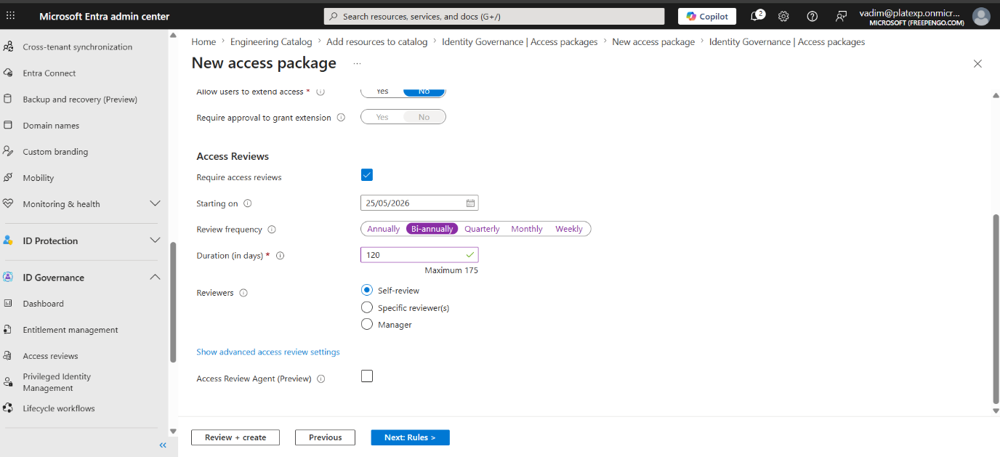 Microsoft Entra admin center
Search resources, services, and docs (G+/)
Copilot
2
vadim@platexp.onmicr...
MICROSOFT (FREEPENGO.COM)
Cross-tenant synchronization
Entra Connect
Backup and recovery (Preview)
Domain names
Custom branding
Mobility
Monitoring & health
ID Protection
ID Governance
Dashboard
Entitlement management
Access reviews
Privileged Identity
Management
Lifecycle workflows
Home > Engineering Catalog > Add resources to catalog > Identity Governance | Access packages > New access package > Identity Governance | Access packages
New access package ...
Allow users to extend access * Yes No
Require approval to grant extension Yes No
Access Reviews
Require access reviews
Starting on 25/05/2026
Review frequency Annually Bi-annually Quarterly Monthly Weekly
Duration (in days) * 120
Maximum 175
Reviewers Self-review
Specific reviewer(s)
Manager
Show advanced access review settings
Access Review Agent (Preview)
Review + create Previous Next: Rules >